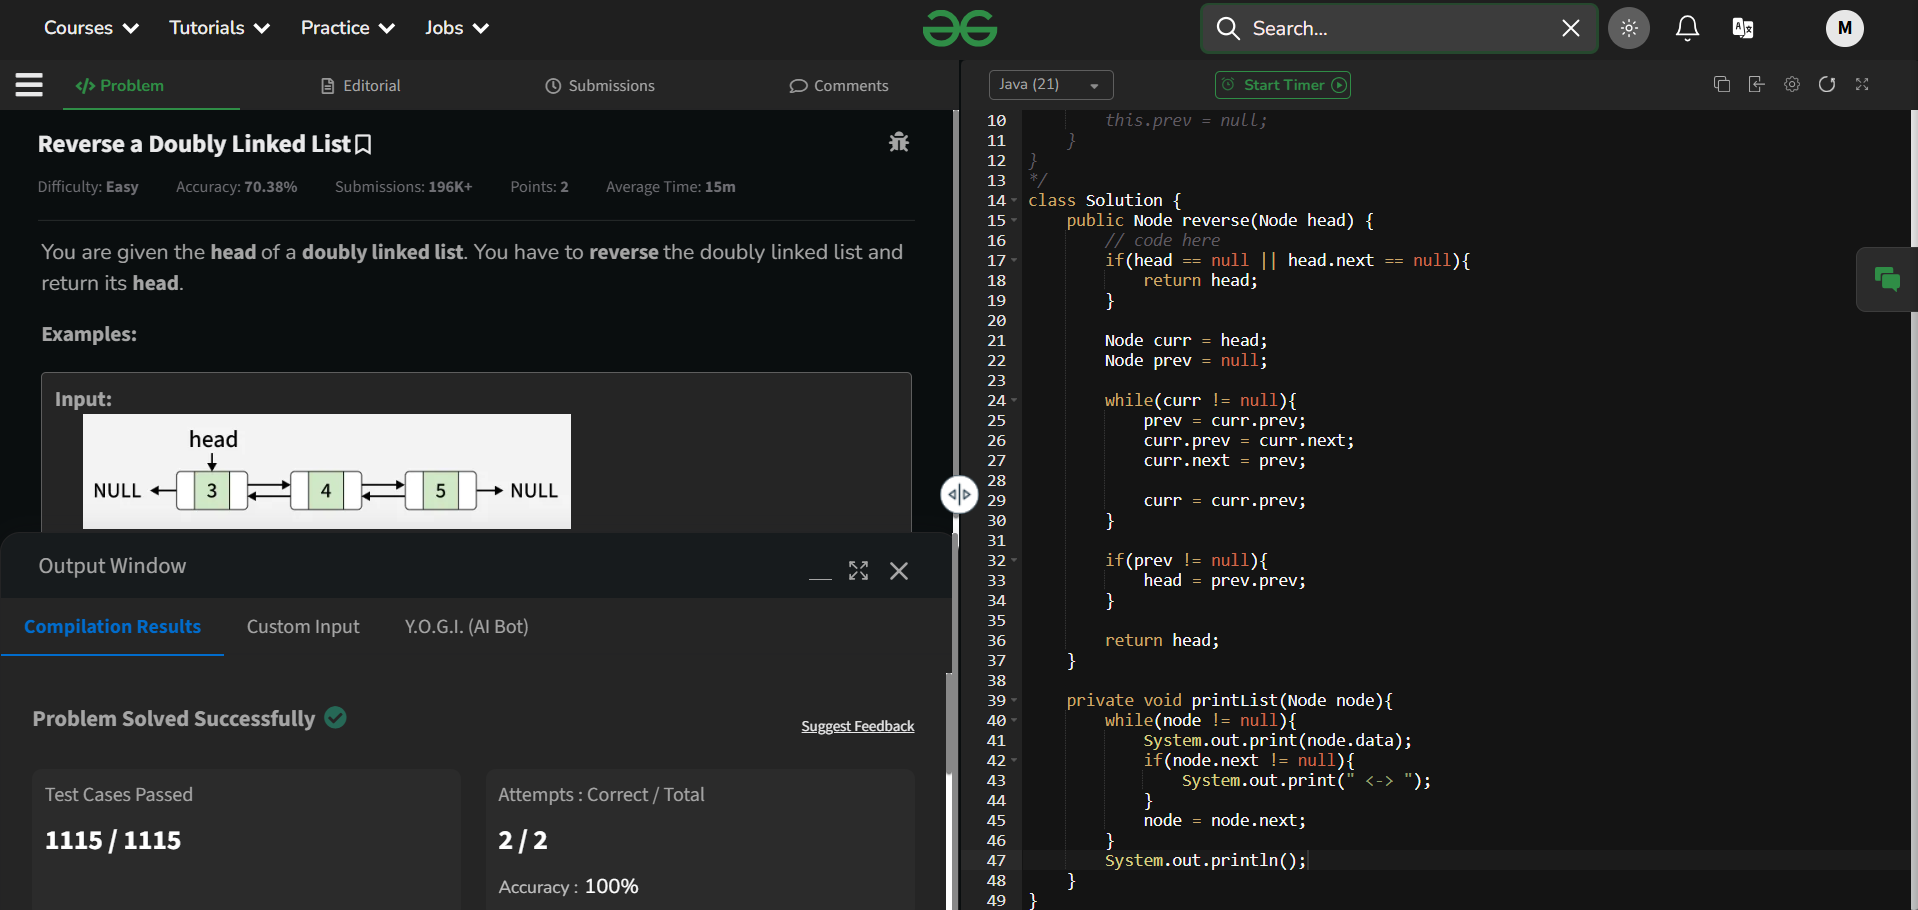 Courses Tutorials Practice Jobs Search... M
Problem Editorial Submissions Comments
Java (21) Start Timer
Reverse a Doubly Linked List
Difficulty: Easy Accuracy: 70.38% Submissions: 196K+ Points: 2 Average Time: 15m
You are given the head of a doubly linked list. You have to reverse the doubly linked list and
return its head.
Examples:
Input:
head
NULL 3 4 5 NULL
Output Window
Compilation Results Custom Input Y.O.G.I. (AI Bot)
Problem Solved Successfully
Suggest Feedback
Test Cases Passed
1115 / 1115
Attempts : Correct / Total
2 / 2
Accuracy : 100%
10 this.prev = null;
11 }
12 }
13 */
14 class Solution {
15 public Node reverse(Node head) {
16 // code here
17 if(head == null || head.next == null){
18 return head;
19 }
20
21 Node curr = head;
22 Node prev = null;
23
24 while(curr != null){
25 prev = curr.prev;
26 curr.prev = curr.next;
27 curr.next = prev;
28
29 curr = curr.prev;
30 }
31
32 if(prev != null){
33 head = prev.prev;
34 }
35
36 return head;
37 }
38
39 private void printList(Node node){
40 while(node != null){
41 System.out.print(node.data);
42 if(node.next != null){
43 System.out.print(" <-> ");
44 }
45 node = node.next;
46 }
47 System.out.println();
48 }
49 }